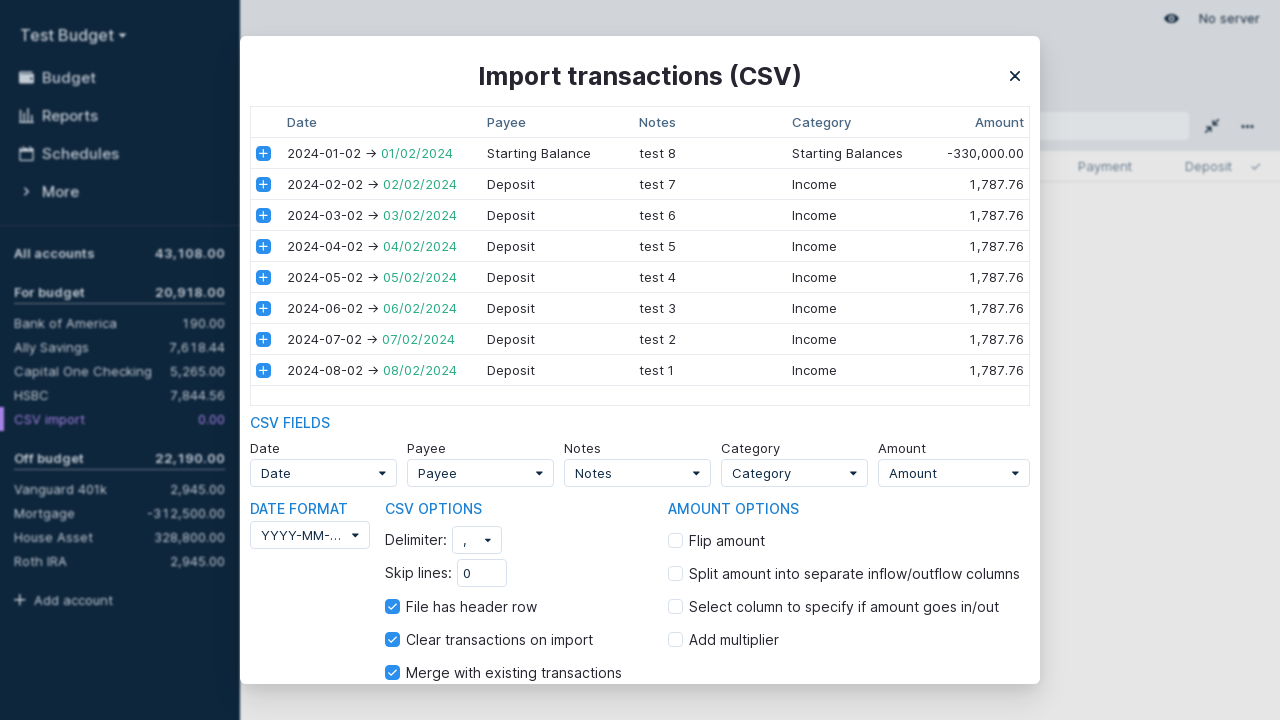 Test Budget
Budget
Reports
Schedules
More
All accounts 43,108.00
For budget 20,918.00
Bank of America 190.00
Ally Savings 7,618.44
Capital One Checking 5,265.00
HSBC 7,844.56
CSV import 0.00
Off budget 22,190.00
Vanguard 401k 2,945.00
Mortgage -312,500.00
House Asset 328,800.00
Roth IRA 2,945.00
Add account
No server
Payment Deposit
Import transactions (CSV)
Date Payee Notes Category Amount
2024-01-02 → 01/02/2024 Starting Balance test 8 Starting Balances -330,000.00
2024-02-02 → 02/02/2024 Deposit test 7 Income 1,787.76
2024-03-02 → 03/02/2024 Deposit test 6 Income 1,787.76
2024-04-02 → 04/02/2024 Deposit test 5 Income 1,787.76
2024-05-02 → 05/02/2024 Deposit test 4 Income 1,787.76
2024-06-02 → 06/02/2024 Deposit test 3 Income 1,787.76
2024-07-02 → 07/02/2024 Deposit test 2 Income 1,787.76
2024-08-02 → 08/02/2024 Deposit test 1 Income 1,787.76
CSV FIELDS
Date Payee Notes Category Amount
Date Payee Notes Category Amount
DATE FORMAT
YYYY-MM-...
CSV OPTIONS
Delimiter: ,
Skip lines: 0
File has header row
Clear transactions on import
Merge with existing transactions
AMOUNT OPTIONS
Flip amount
Split amount into separate inflow/outflow columns
Select column to specify if amount goes in/out
Add multiplier